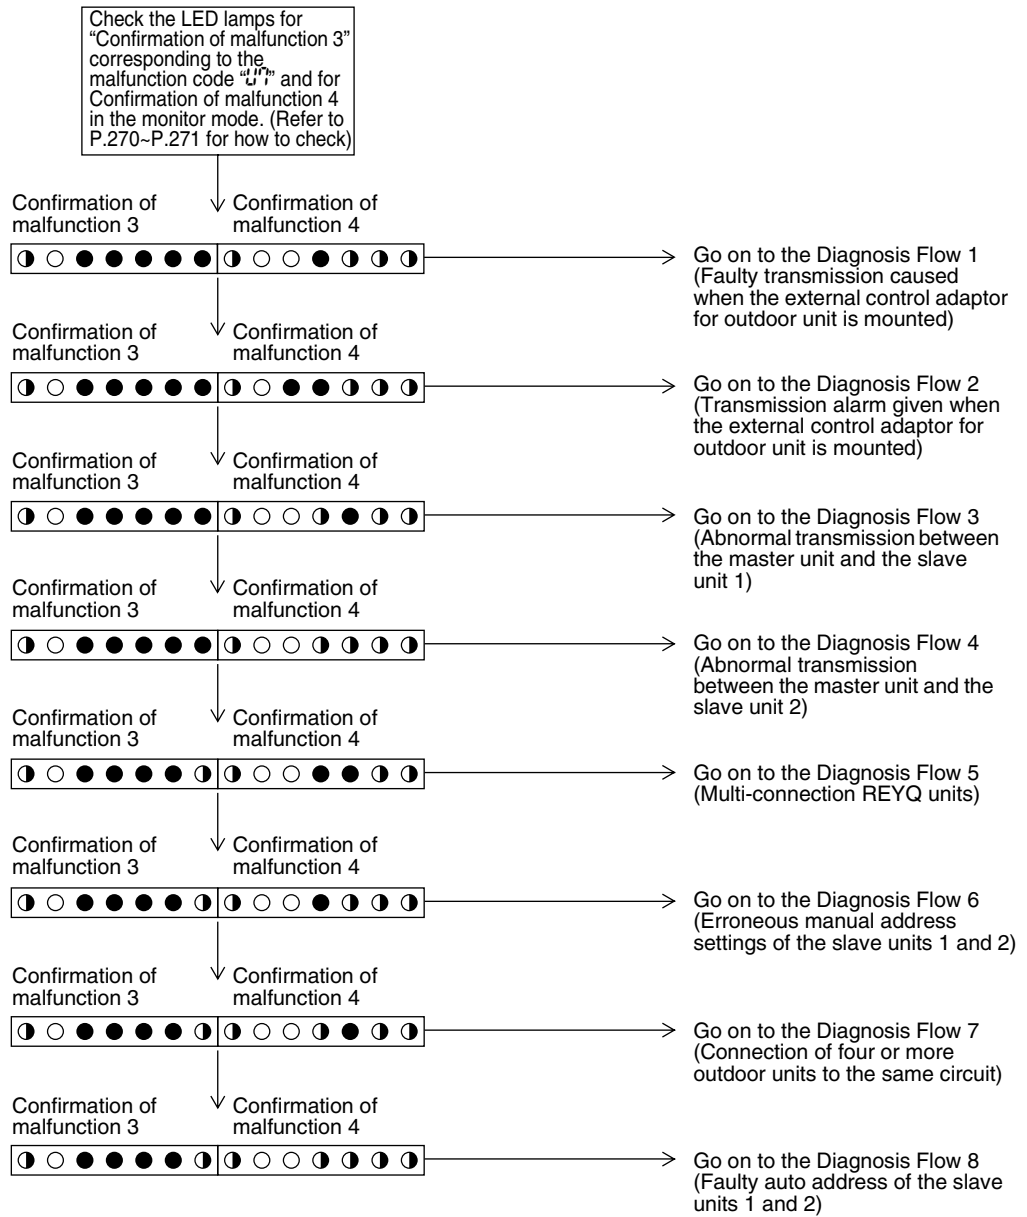 Check the LED lamps for
“Confirmation of malfunction 3”
corresponding to the
malfunction code “U7” and for
Confirmation of malfunction 4
in the monitor mode. (Refer to
P.270~P.271 for how to check)
Confirmation of
malfunction 3
Confirmation of
malfunction 4
Go on to the Diagnosis Flow 1
(Faulty transmission caused
when the external control adaptor
for outdoor unit is mounted)
Confirmation of
malfunction 3
Confirmation of
malfunction 4
Go on to the Diagnosis Flow 2
(Transmission alarm given when
the external control adaptor for
outdoor unit is mounted)
Confirmation of
malfunction 3
Confirmation of
malfunction 4
Go on to the Diagnosis Flow 3
(Abnormal transmission between
the master unit and the slave
unit 1)
Confirmation of
malfunction 3
Confirmation of
malfunction 4
Go on to the Diagnosis Flow 4
(Abnormal transmission
between the master unit and the
slave unit 2)
Confirmation of
malfunction 3
Confirmation of
malfunction 4
Go on to the Diagnosis Flow 5
(Multi-connection REYQ units)
Confirmation of
malfunction 3
Confirmation of
malfunction 4
Go on to the Diagnosis Flow 6
(Erroneous manual address
settings of the slave units 1 and 2)
Confirmation of
malfunction 3
Confirmation of
malfunction 4
Go on to the Diagnosis Flow 7
(Connection of four or more
outdoor units to the same circuit)
Confirmation of
malfunction 3
Confirmation of
malfunction 4
Go on to the Diagnosis Flow 8
(Faulty auto address of the slave
units 1 and 2)